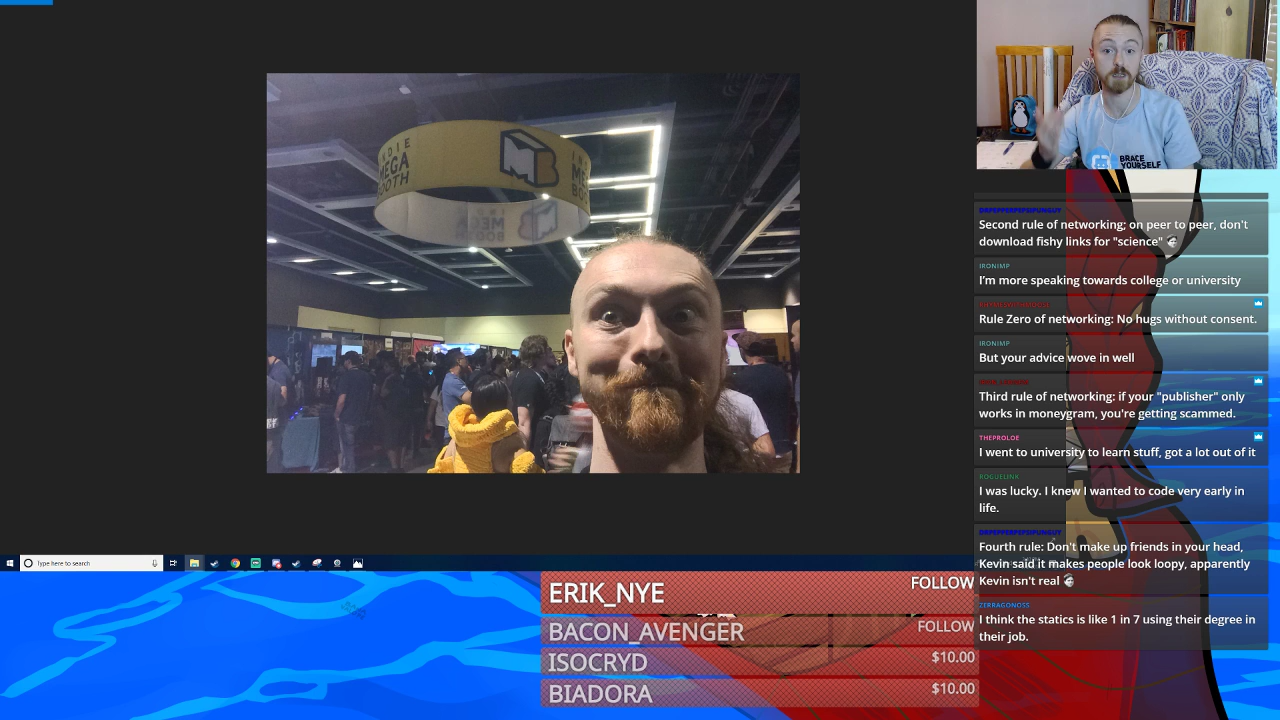 INDIE
MEGA
BOOTH
MB
BRACE
YOURSELF
Second rule of networking; on peer to peer, don't
download fishy links for "science"
IRONIMP
I'm more speaking towards college or university
Rule Zero of networking: No hugs without consent.
IRONIMP
But your advice wove in well
Third rule of networking: if your "publisher" only
works in moneygram, you're getting scammed.
THEPROLOE
I went to university to learn stuff, got a lot out of it
ROGUELINK
I was lucky. I knew I wanted to code very early in
life.
Fourth rule: Don't make up friends in your head,
Kevin said it makes people look loopy, apparently
Kevin isn't real
ZERRAGONOSS
I think the statics is like 1 in 7 using their degree in
their job.
Type here to search
ERIK_NYE FOLLOW
BACON_AVENGER FOLLOW
ISOCRYD $10.00
BIADORA $10.00